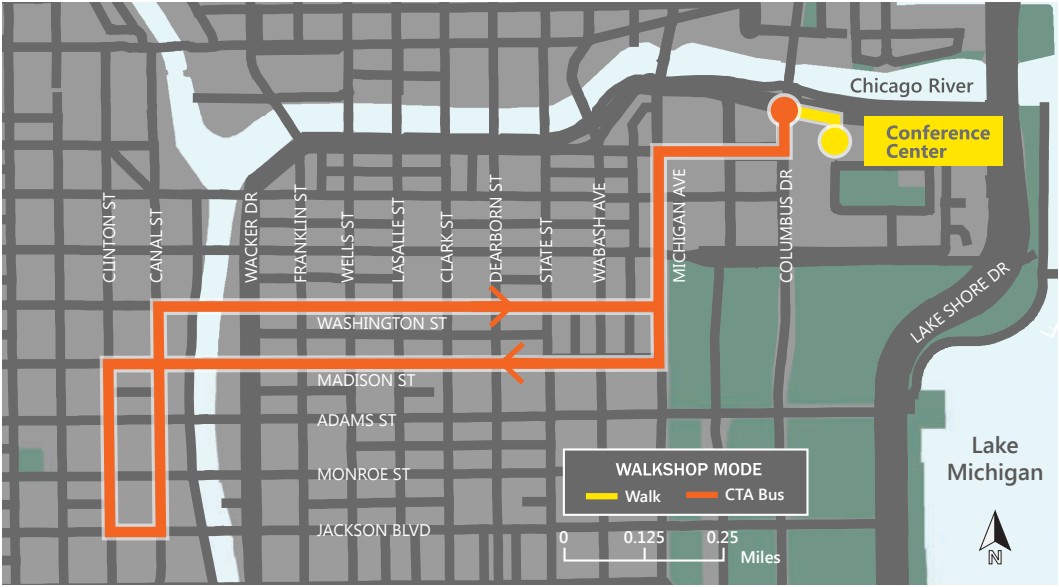 Chicago River
Conference
Center
CLINTON ST
CANAL ST
WACKER DR
FRANKLIN ST
WELLS ST
LASALLE ST
CLARK ST
DEARBORN ST
STATE ST
WABASH AVE
MICHIGAN AVE
COLUMBUS DR
LAKE SHORE DR
WASHINGTON ST
MADISON ST
ADAMS ST
MONROE ST
JACKSON BLVD
Lake
Michigan
WALKSHOP MODE
Walk
CTA Bus
0 0.125 0.25
Miles
N